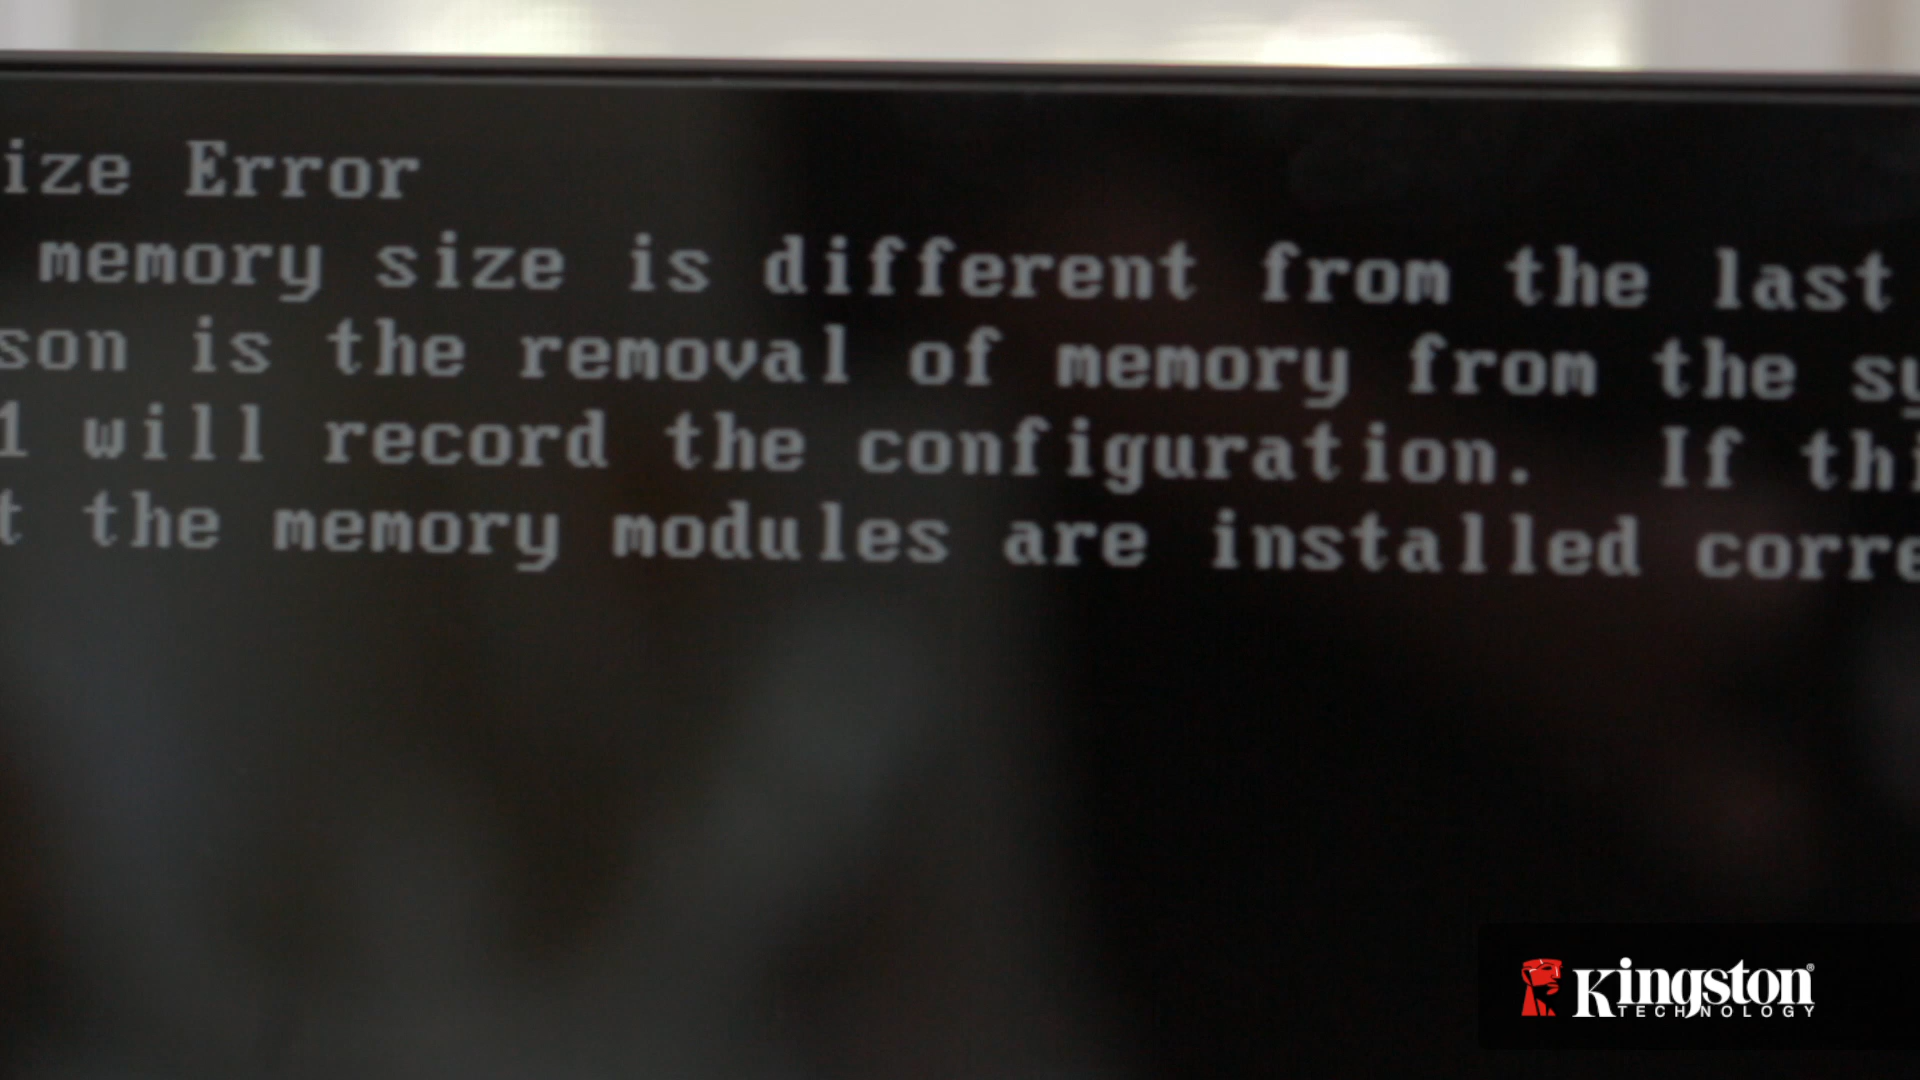 ize Error
memory size is different from the last
son is the removal of memory from the sy
1 will record the configuration. If thi
t the memory modules are installed corre
Kingston®
TECHNOLOGY